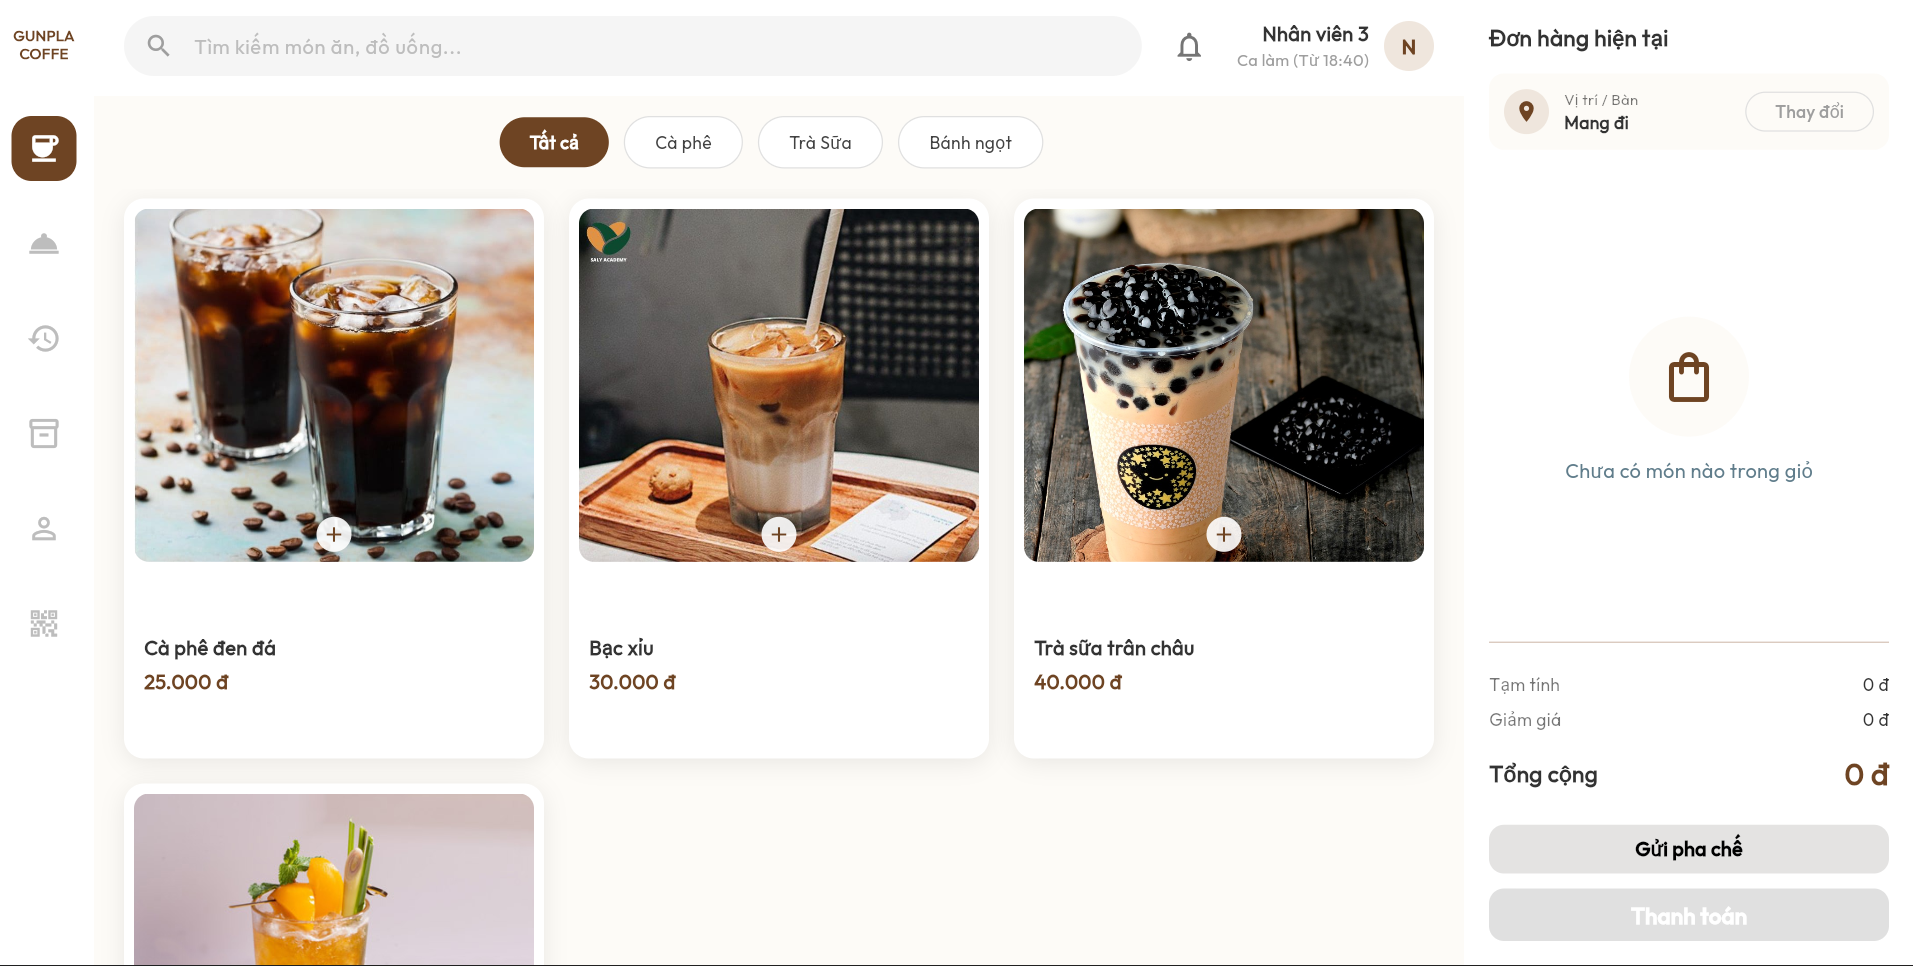 GUNPLA
COFFE
Tìm kiếm món ăn, đồ uống...
Nhân viên 3
Ca làm (Từ 18:40)
N
Tất cả
Cà phê
Trà Sữa
Bánh ngọt
SALY ACADEMY
Cà phê đen đá
25.000 đ
Bạc xỉu
30.000 đ
Trà sữa trân châu
40.000 đ
Đơn hàng hiện tại
Vị trí / Bàn
Mang đi
Thay đổi
Chưa có món nào trong giỏ
Tạm tính
0 đ
Giảm giá
0 đ
Tổng cộng
0 đ
Gửi pha chế
Thanh toán